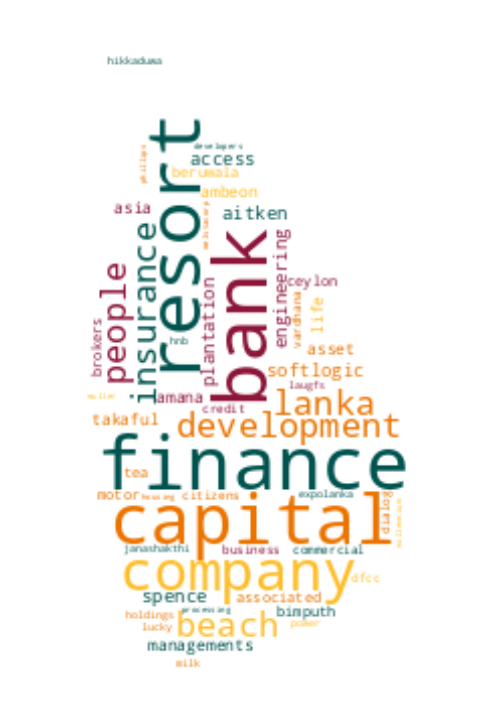 hikkaduwa
resort
developers
phillips
access
beruwala
ambeon
asia
aitken
insurance
bank
people
engineering
plantation
brokers
ceylon
vardhana
life
hnb
asset
softlogic
laugfs
amana
credit
lanka
takaful
development
finance
tea
motor
housing
citizens
expolanka
capital
dialog
millennium
janashakthi
business
commercial
company
dfcc
spence
associated
processing
bimputh
holdings
lucky
beach
power
managements
milk